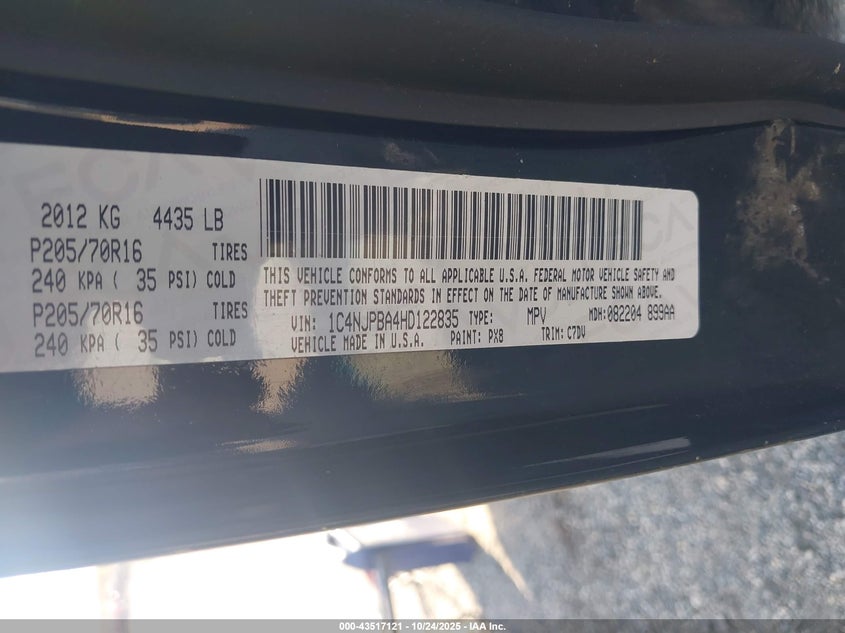 2012 KG 4435 LB
P205/70R16 TIRES
240 KPA ( 35 PSI) COLD
P205/70R16 TIRES
240 KPA ( 35 PSI) COLD
THIS VEHICLE CONFORMS TO ALL APPLICABLE U.S.A. FEDERAL MOTOR VEHICLE SAFETY AND
THEFT PREVENTION STANDARDS IN EFFECT ON THE DATE OF MANUFACTURE SHOWN ABOVE.
VIN: 1C4NJPBA4HD122835 TYPE: MPV MDH:082204 899AA
VEHICLE MADE IN U.S.A. PAINT: PX8 TRIM: C7DV
000-43517121 - 10/24/2025 - IAA Inc.